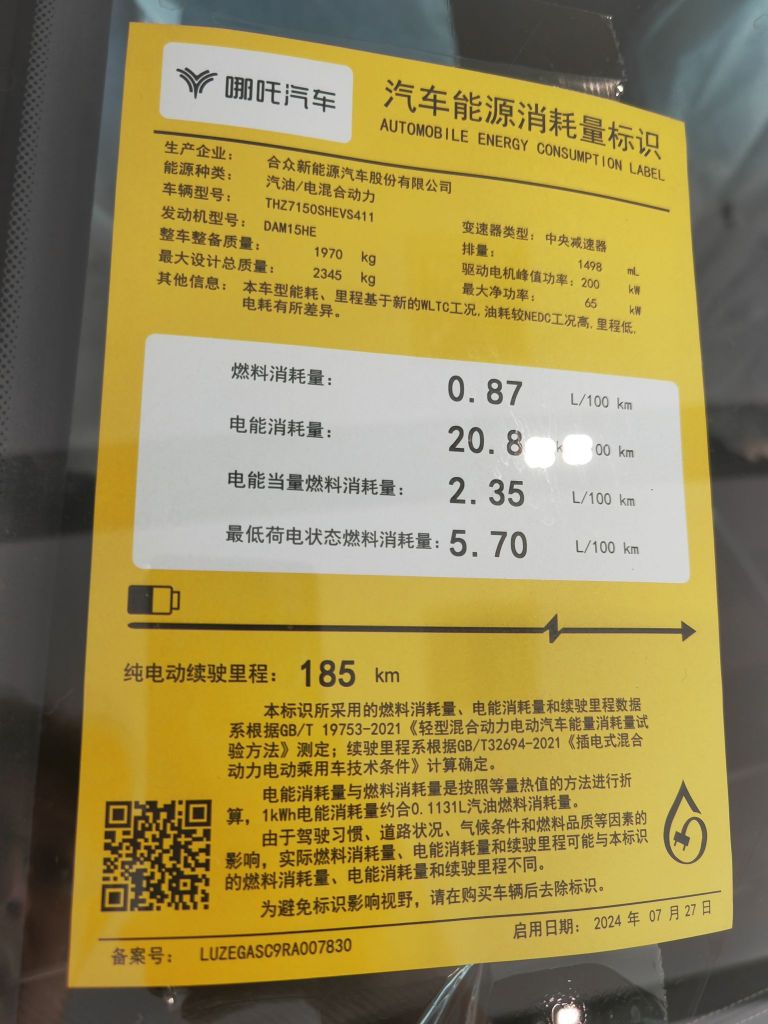 哪吒汽车
汽车能源消耗量标识
AUTOMOBILE ENERGY CONSUMPTION LABEL
生产企业： 合众新能源汽车股份有限公司
能源种类： 汽油/电混合动力
车辆型号： THZ7150SHEVS411
发动机型号： DAM15HE
变速器类型： 中央减速器
整车整备质量： 1970 kg
排量： 1498 mL
最大设计总质量： 2345 kg
驱动电机峰值功率： 200 kW
最大净功率： 65 kW
其他信息： 本车型能耗、里程基于新的WLTC工况，油耗较NEDC工况高，里程低，
电耗有所差异。
燃料消耗量： 0.87 L/100 km
电能消耗量： 20.8 00 km
电能当量燃料消耗量： 2.35 L/100 km
最低荷电状态燃料消耗量： 5.70 L/100 km
纯电动续驶里程： 185 km
本标识所采用的燃料消耗量、电能消耗量和续驶里程数据
系根据GB/T 19753-2021《轻型混合动力电动汽车能量消耗量试
验方法》测定；续驶里程系根据GB/T32694-2021《插电式混合
动力电动乘用车技术条件》计算确定。
电能消耗量与燃料消耗量是按照等量热值的方法进行折
算，1kWh电能消耗量约合0.1131L汽油燃料消耗量。
由于驾驶习惯、道路状况、气候条件和燃料品质等因素的
影响，实际燃料消耗量、电能消耗量和续驶里程可能与本标识
的燃料消耗量、电能消耗量和续驶里程不同。
为避免标识影响视野，请在购买车辆后去除标识。
备案号： LUZEGASC9RA007830
启用日期： 2024 年 07 月 27 日